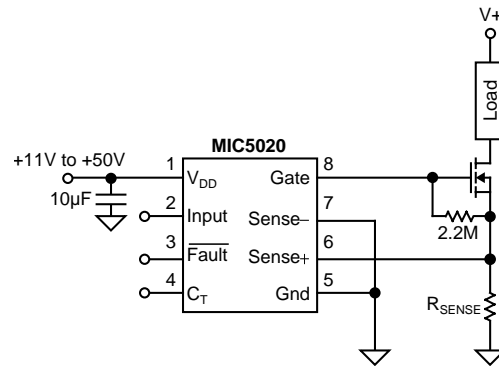 V+
Load
MIC5020
+11V to +50V
10µF
1
V_DD
2
Input
3
Fault
4
C_T
8
Gate
7
Sense−
6
Sense+
5
Gnd
2.2M
R_SENSE